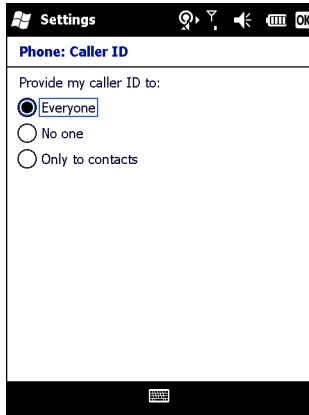 Settings
OK
Phone: Caller ID
Provide my caller ID to:
Everyone
No one
Only to contacts